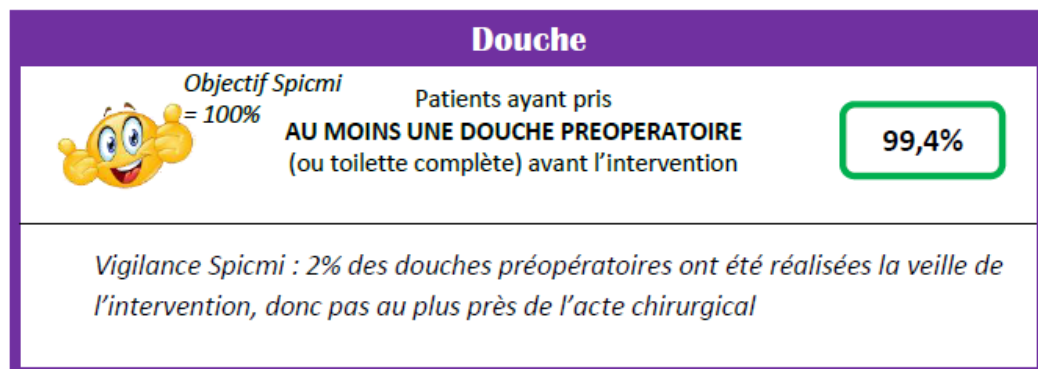 Douche
Objectif Spicmi
= 100%
Patients ayant pris
AU MOINS UNE DOUCHE PREOPERATOIRE
(ou toilette complète) avant l’intervention
99,4%
Vigilance Spicmi : 2% des douches préopératoires ont été réalisées la veille de
l’intervention, donc pas au plus près de l’acte chirurgical